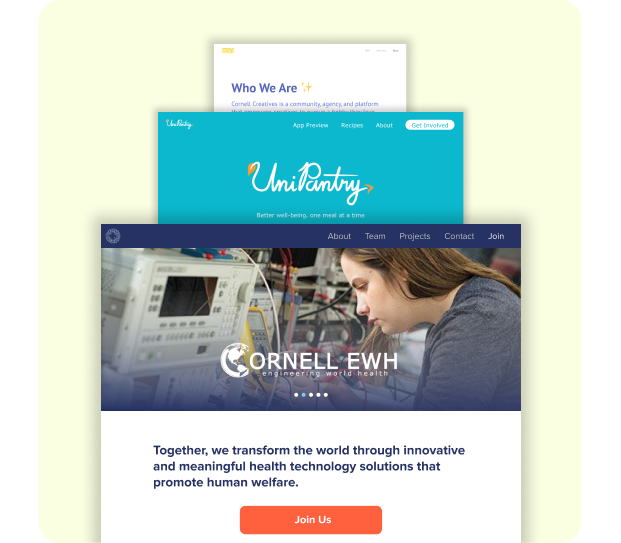 Who We Are
Cornell Creatives is a community, agency, and platform
UniPantry
App Preview Recipes About Get Involved
UniPantry
Better well-being, one meal at a time
About Team Projects Contact Join
CORNELL EWH
engineering world health
Together, we transform the world through innovative
and meaningful health technology solutions that
promote human welfare.
Join Us